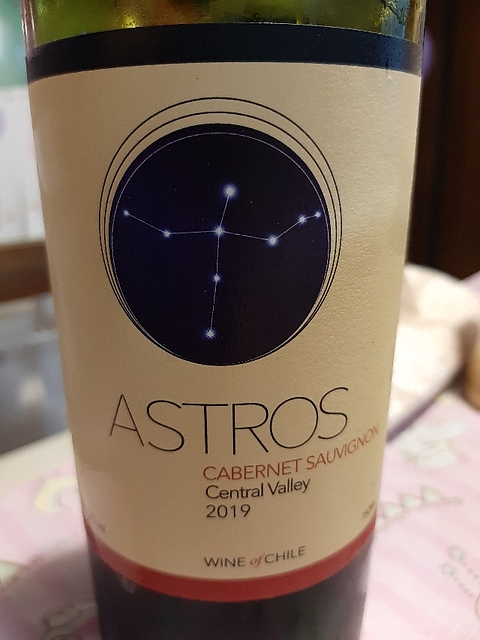 ASTROS
CABERNET SAUVIGNON
Central Valley
2019
WINE of CHILE